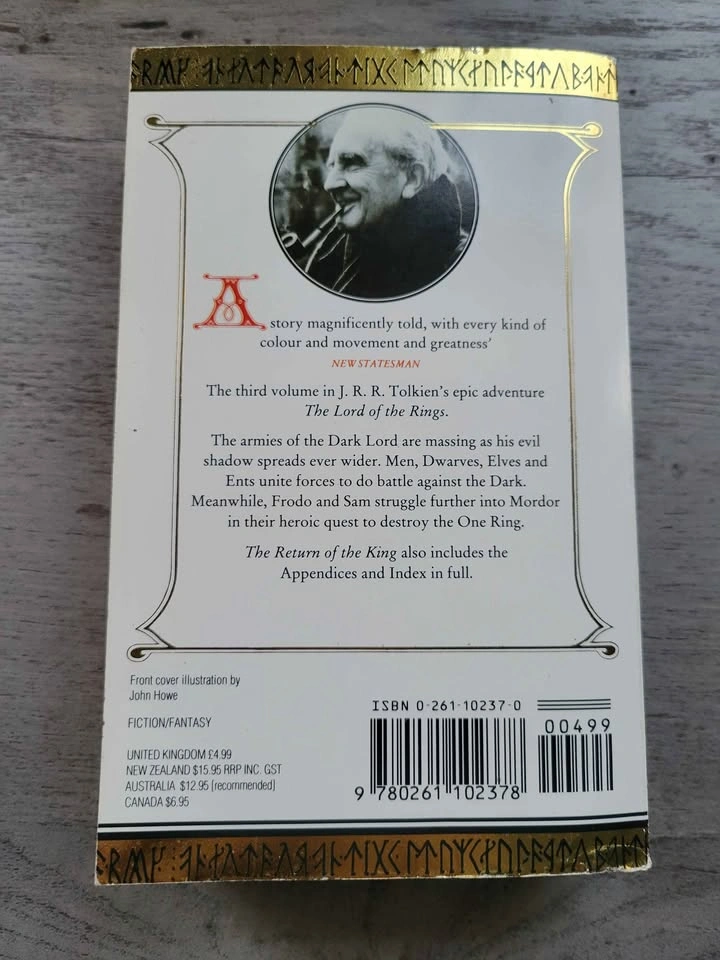 A story magnificently told, with every kind of
colour and movement and greatness'
NEW STATESMAN
The third volume in J. R. R. Tolkien's epic adventure
The Lord of the Rings.
The armies of the Dark Lord are massing as his evil
shadow spreads ever wider. Men, Dwarves, Elves and
Ents unite forces to do battle against the Dark.
Meanwhile, Frodo and Sam struggle further into Mordor
in their heroic quest to destroy the One Ring.
The Return of the King also includes the
Appendices and Index in full.
Front cover illustration by
John Howe
FICTION/FANTASY
UNITED KINGDOM £4.99
NEW ZEALAND $15.95 RRP INC. GST
AUSTRALIA $12.95 (recommended)
CANADA $6.95
ISBN 0-261-10237-0
00499
9 780261 102378